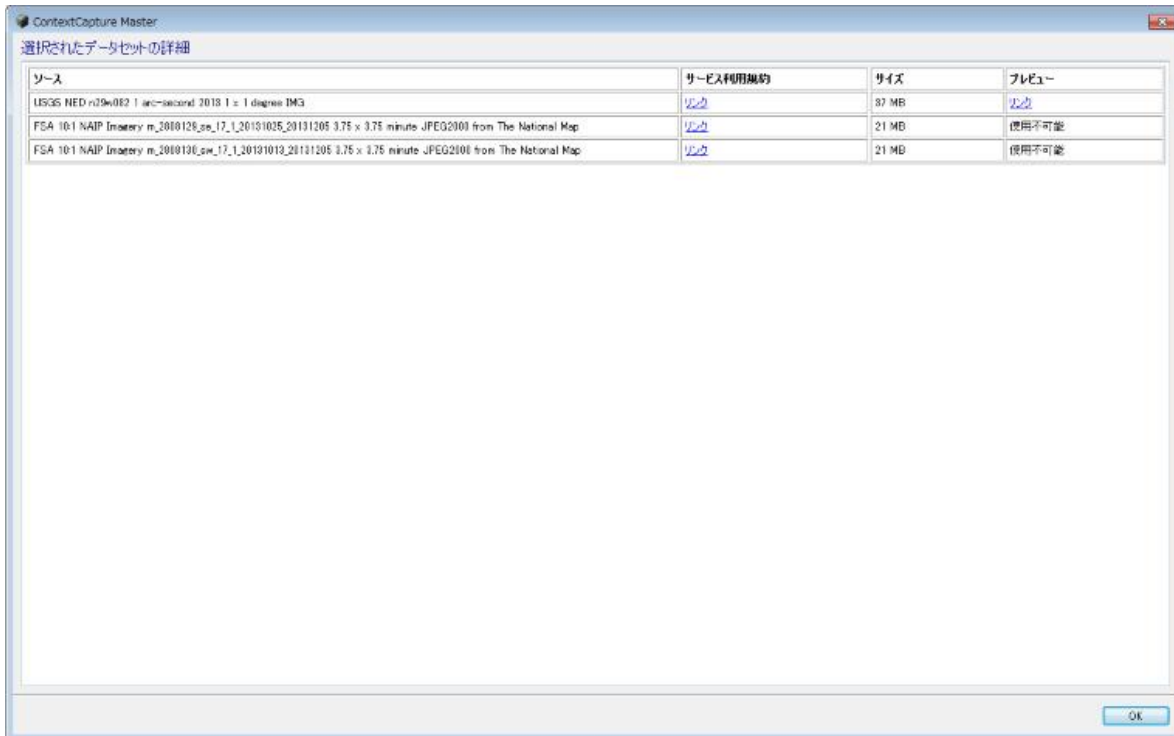 ContextCapture Master
選択されたデータセットの詳細
ソース サービス利用規約 サイズ プレビュー
USGS NED n29w082 1 arc-second 2013 1 x 1 degree IMG リンク 37 MB リンク
FSA 10:1 NAIP Imagery m_2808129_se_17_1_20131025_20131205 3.75 x 3.75 minute JPEG2000 from The National Map リンク 21 MB 使用不可能
FSA 10:1 NAIP Imagery m_2808130_sw_17_1_20131013_20131205 3.75 x 3.75 minute JPEG2000 from The National Map リンク 21 MB 使用不可能
OK